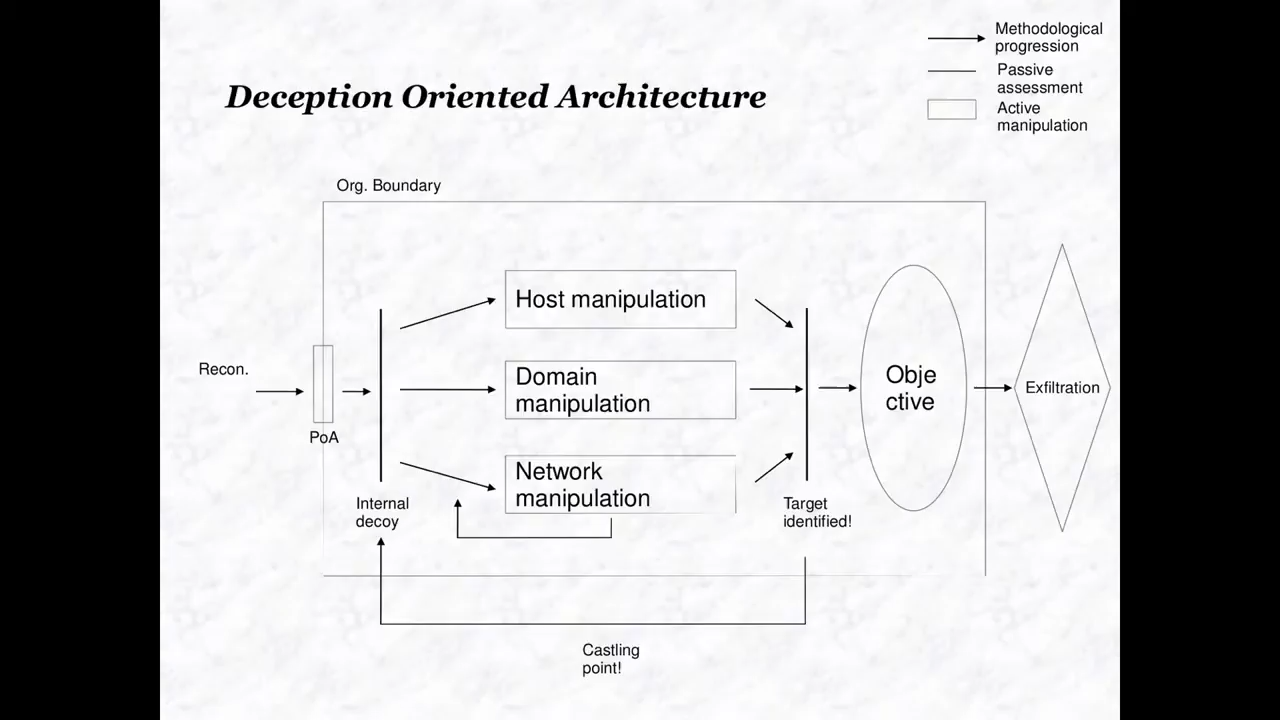 Methodological
progression
Passive
assessment
Active
manipulation
Deception Oriented Architecture
Org. Boundary
Host manipulation
Recon.
Domain
manipulation
Obje
ctive
Exfiltration
PoA
Network
manipulation
Internal
decoy
Target
identified!
Castling
point!